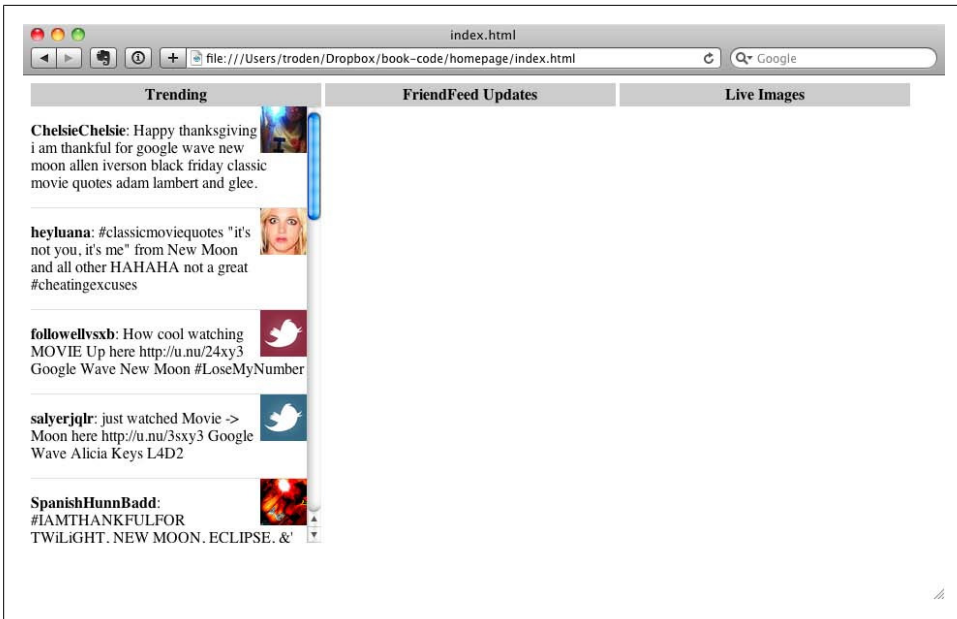 index.html
file:///Users/troden/Dropbox/book-code/homepage/index.html
Google
Trending
FriendFeed Updates
Live Images
ChelsieChelsie: Happy thanksgiving
i am thankful for google wave new
moon allen iverson black friday classic
movie quotes adam lambert and glee.
heyluana: #classicmoviequotes "it's
not you, it's me" from New Moon
and all other HAHAHA not a great
#cheatingexcuses
followellvsxb: How cool watching
MOVIE Up here http://u.nu/24xy3
Google Wave New Moon #LoseMyNumber
salyerjqlr: just watched Movie ->
Moon here http://u.nu/3sxy3 Google
Wave Alicia Keys L4D2
SpanishHunnBadd:
#IAMTHANKFULFOR
TWiLiGHT. NEW MOON. ECLIPSE. &'